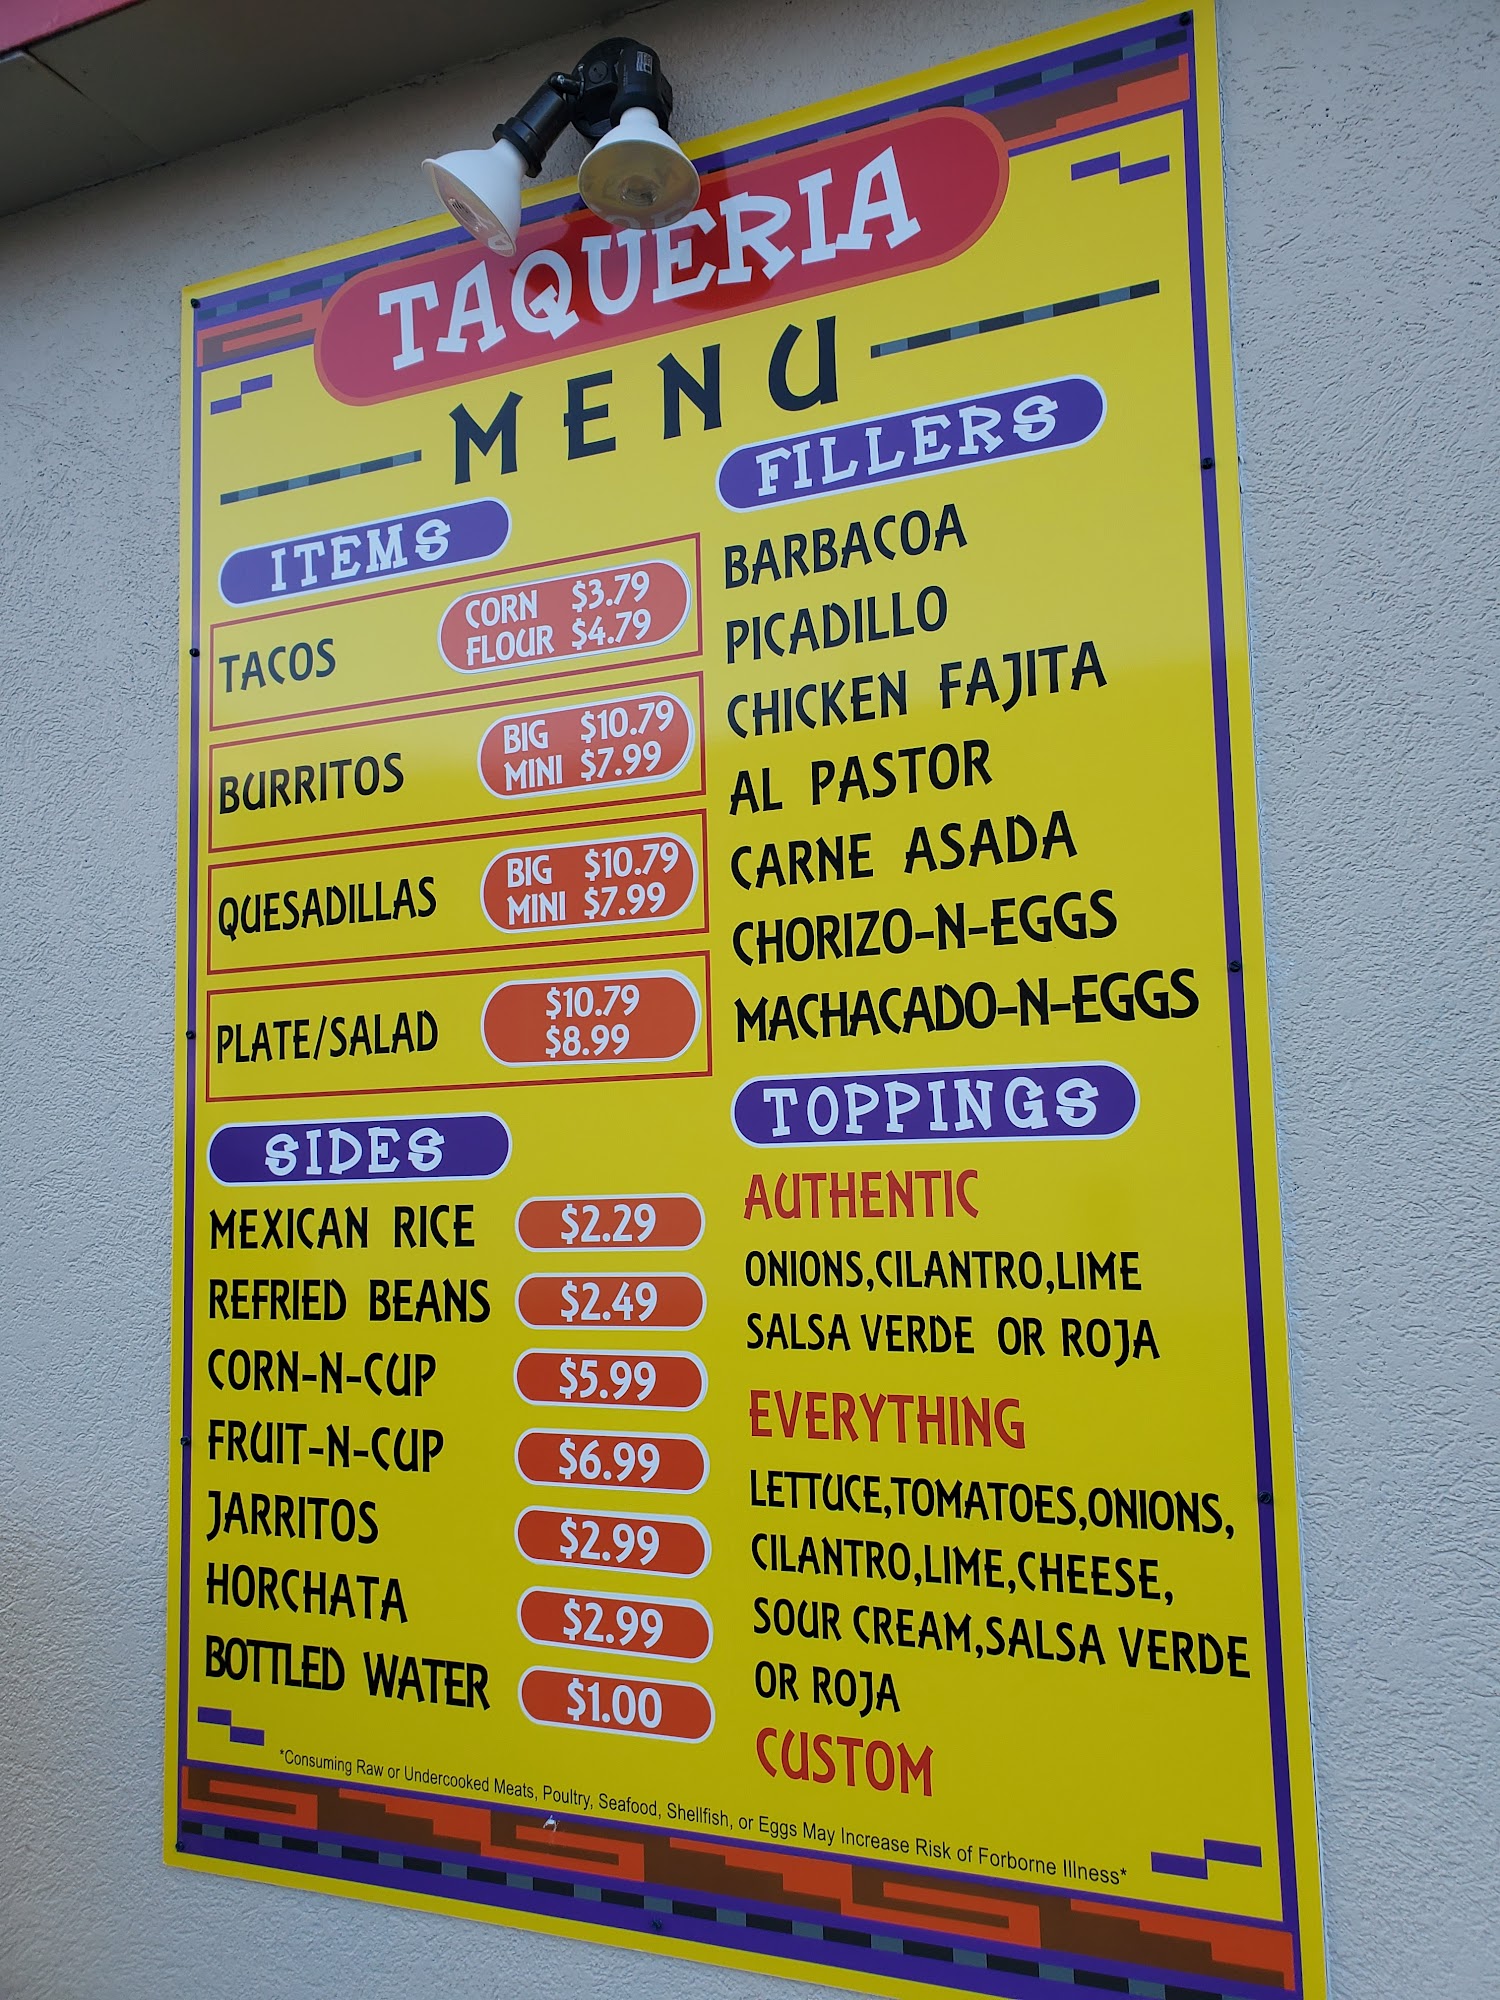 TAQUERIA
MENU
ITEMS
TACOS
CORN $3.79
FLOUR $4.79
BURRITOS
BIG $10.79
MINI $7.99
QUESADILLAS
BIG $10.79
MINI $7.99
PLATE/SALAD
$10.79
$8.99
SIDES
MEXICAN RICE $2.29
REFRIED BEANS $2.49
CORN-N-CUP $5.99
FRUIT-N-CUP $6.99
JARRITOS $2.99
HORCHATA $2.99
BOTTLED WATER $1.00
FILLERS
BARBACOA
PICADILLO
CHICKEN FAJITA
AL PASTOR
CARNE ASADA
CHORIZO-N-EGGS
MACHACADO-N-EGGS
TOPPINGS
AUTHENTIC
ONIONS,CILANTRO,LIME
SALSA VERDE OR ROJA
EVERYTHING
LETTUCE,TOMATOES,ONIONS,
CILANTRO,LIME,CHEESE,
SOUR CREAM,SALSA VERDE
OR ROJA
CUSTOM
*Consuming Raw or Undercooked Meats, Poultry, Seafood, Shellfish, or Eggs May Increase Risk of Forborne Illness*